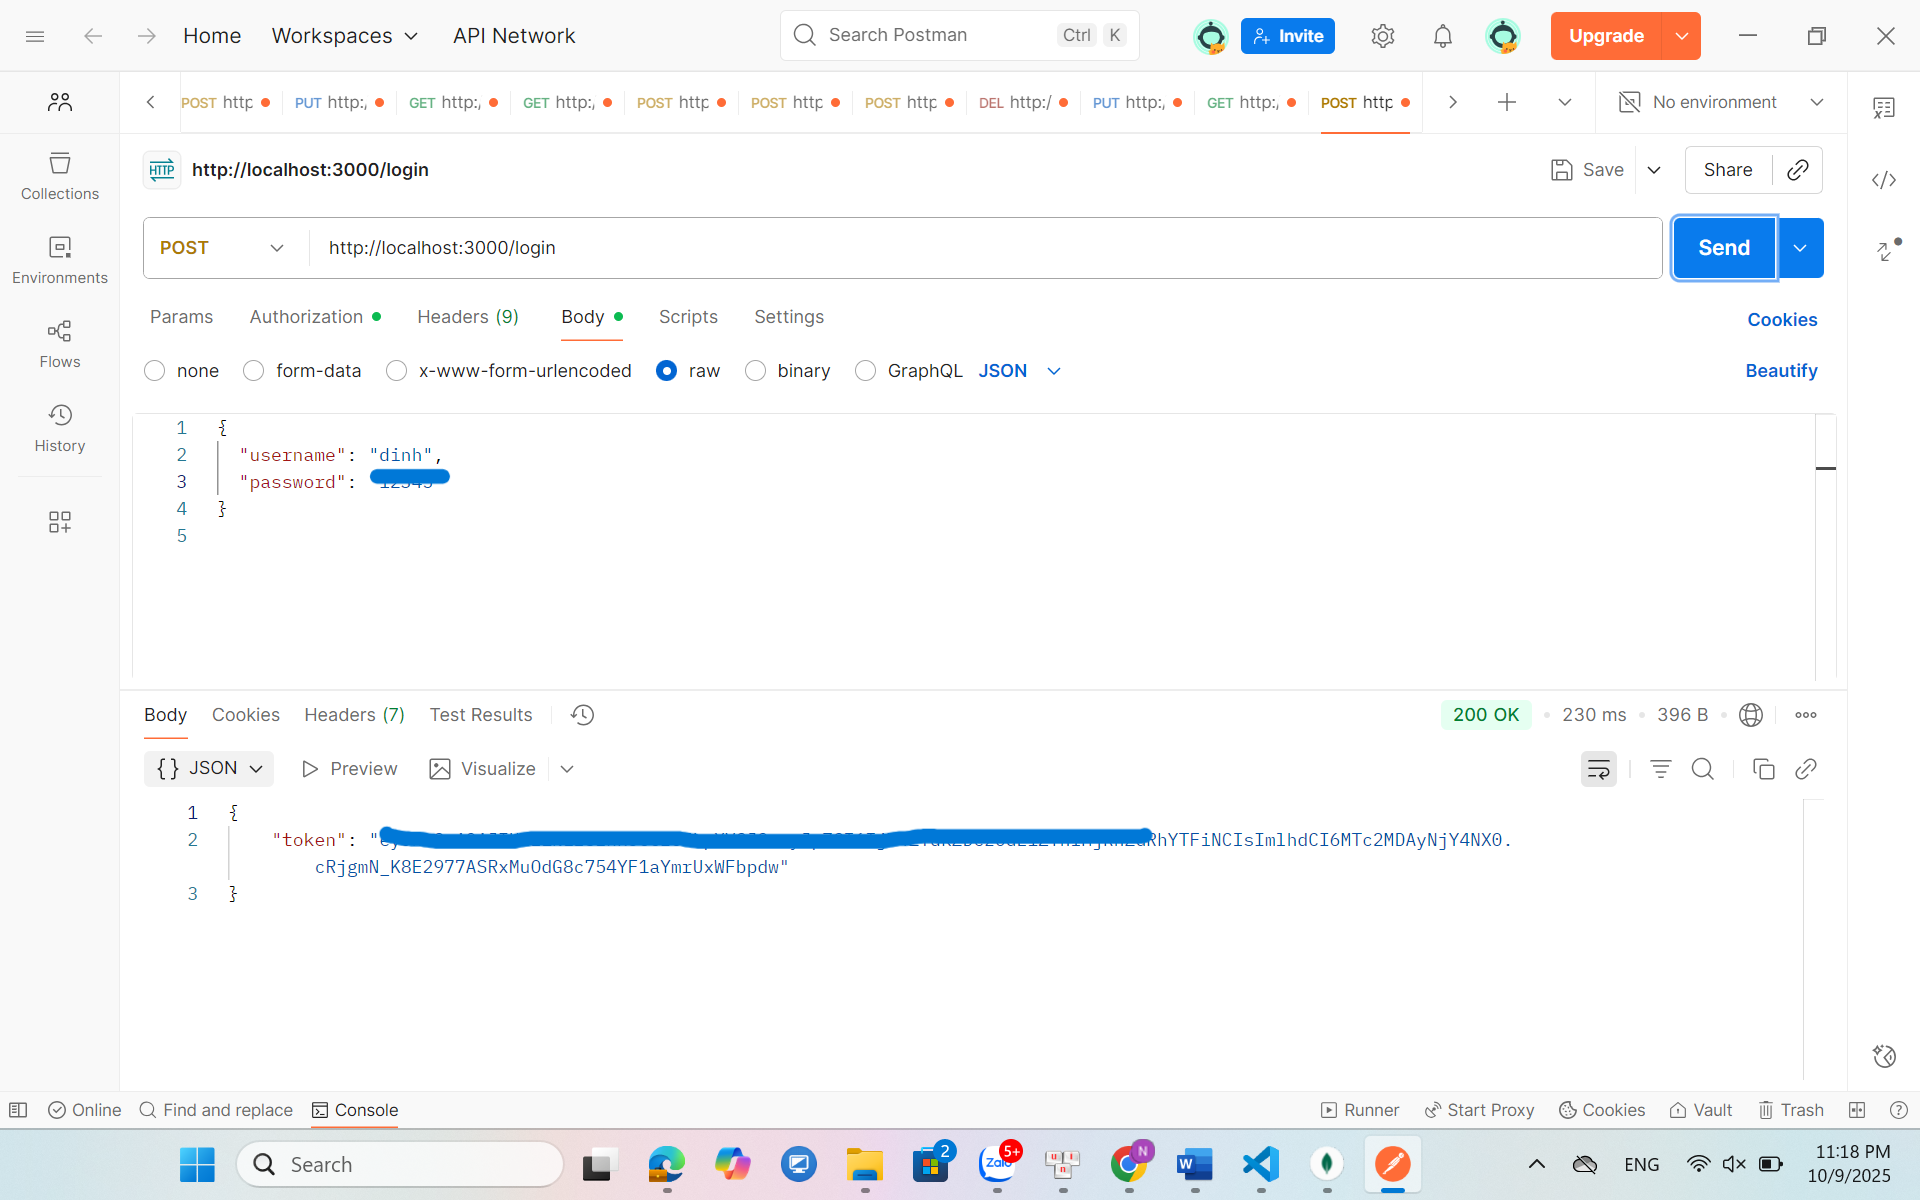 Home Workspaces API Network Search Postman Ctrl K Invite Upgrade
POST http PUT http:/ GET http:/ GET http:/ POST http POST http POST http DEL http:/ PUT http:/ GET http:/ POST http No environment
HTTP http://localhost:3000/login Save Share
Collections
POST http://localhost:3000/login Send
Environments
Params Authorization Headers (9) Body Scripts Settings Cookies
Flows
none form-data x-www-form-urlencoded raw binary GraphQL JSON Beautify
History
1 {
2 "username": "dinh",
3 "password":
4 }
5
Body Cookies Headers (7) Test Results 200 OK 230 ms 396 B
{} JSON Preview Visualize
1 {
2 "token": "RhYTFiNCIsImlhdCI6MTc2MDAyNjY4NX0.
cRjgmN_K8E2977ASRxMuOdG8c754YF1aYmrUxWFbpdw"
3 }
Online Find and replace Console Runner Start Proxy Cookies Vault Trash
Search 2 Zalo 5+ N W ENG 11:18 PM
10/9/2025